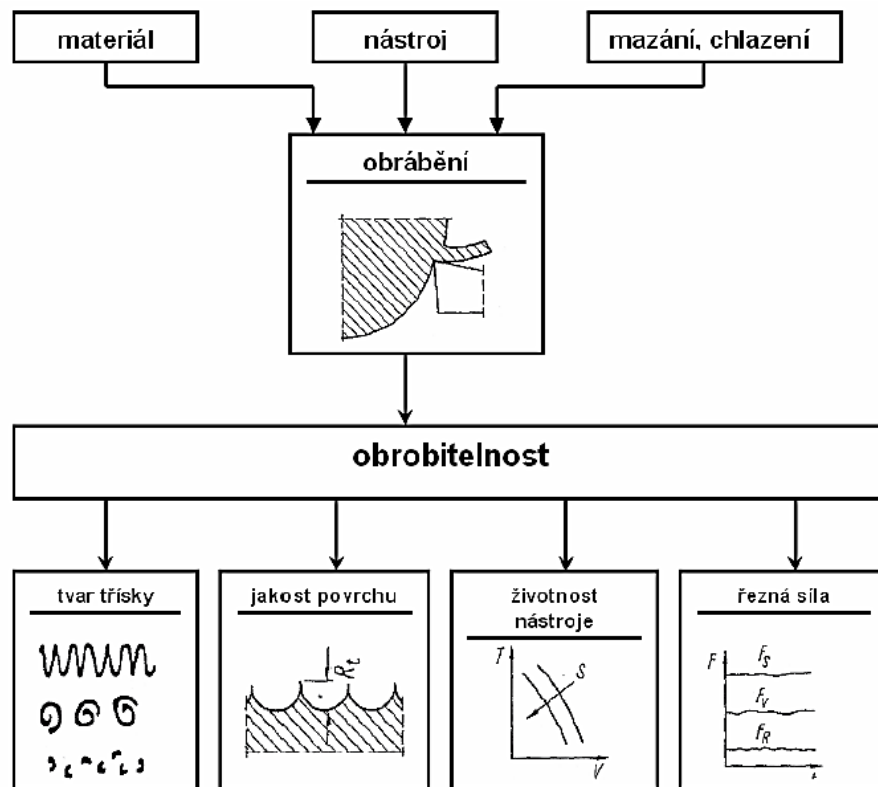 materiál
nástroj
mazání, chlazení
obrábění
obrobitelnost
tvar třísky
jakost povrchu
životnost
nástroje
řezná síla
Rt
T
S
V
F
FS
FV
FR